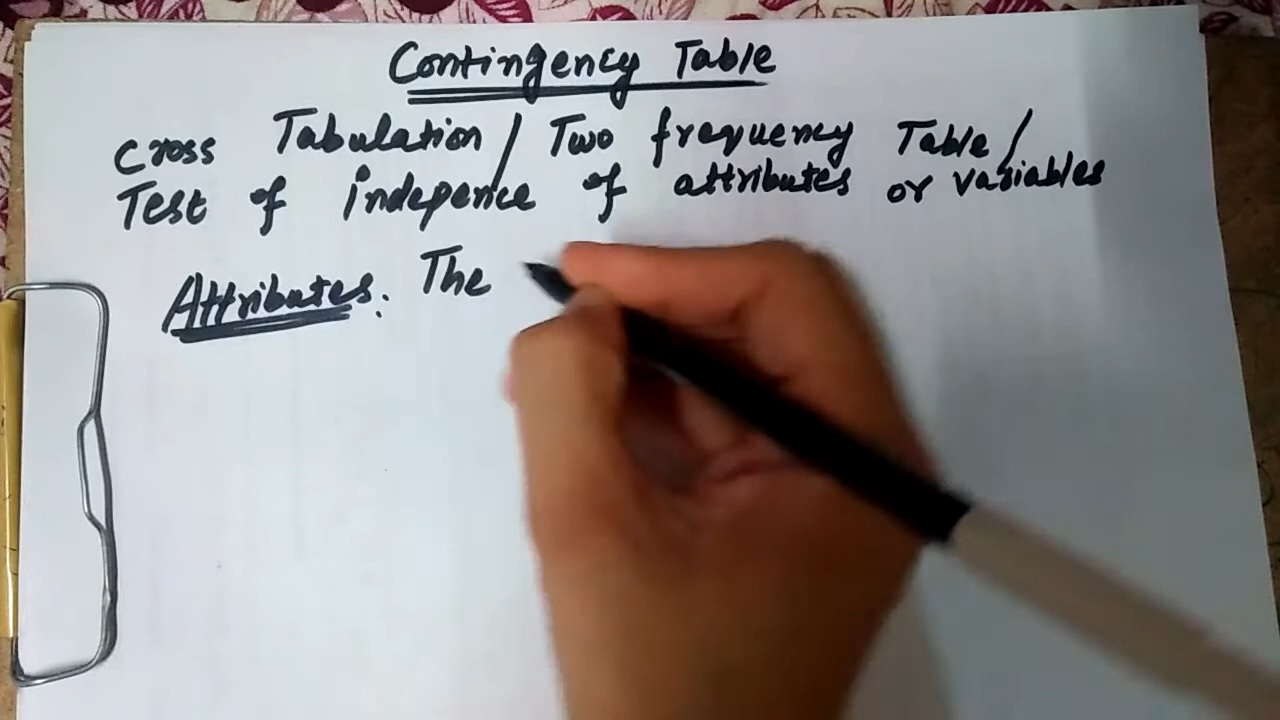 Contingency Table
Cross Tabulation / Two frequency Table /
Test of indepence of attributes or variables
Attributes: The